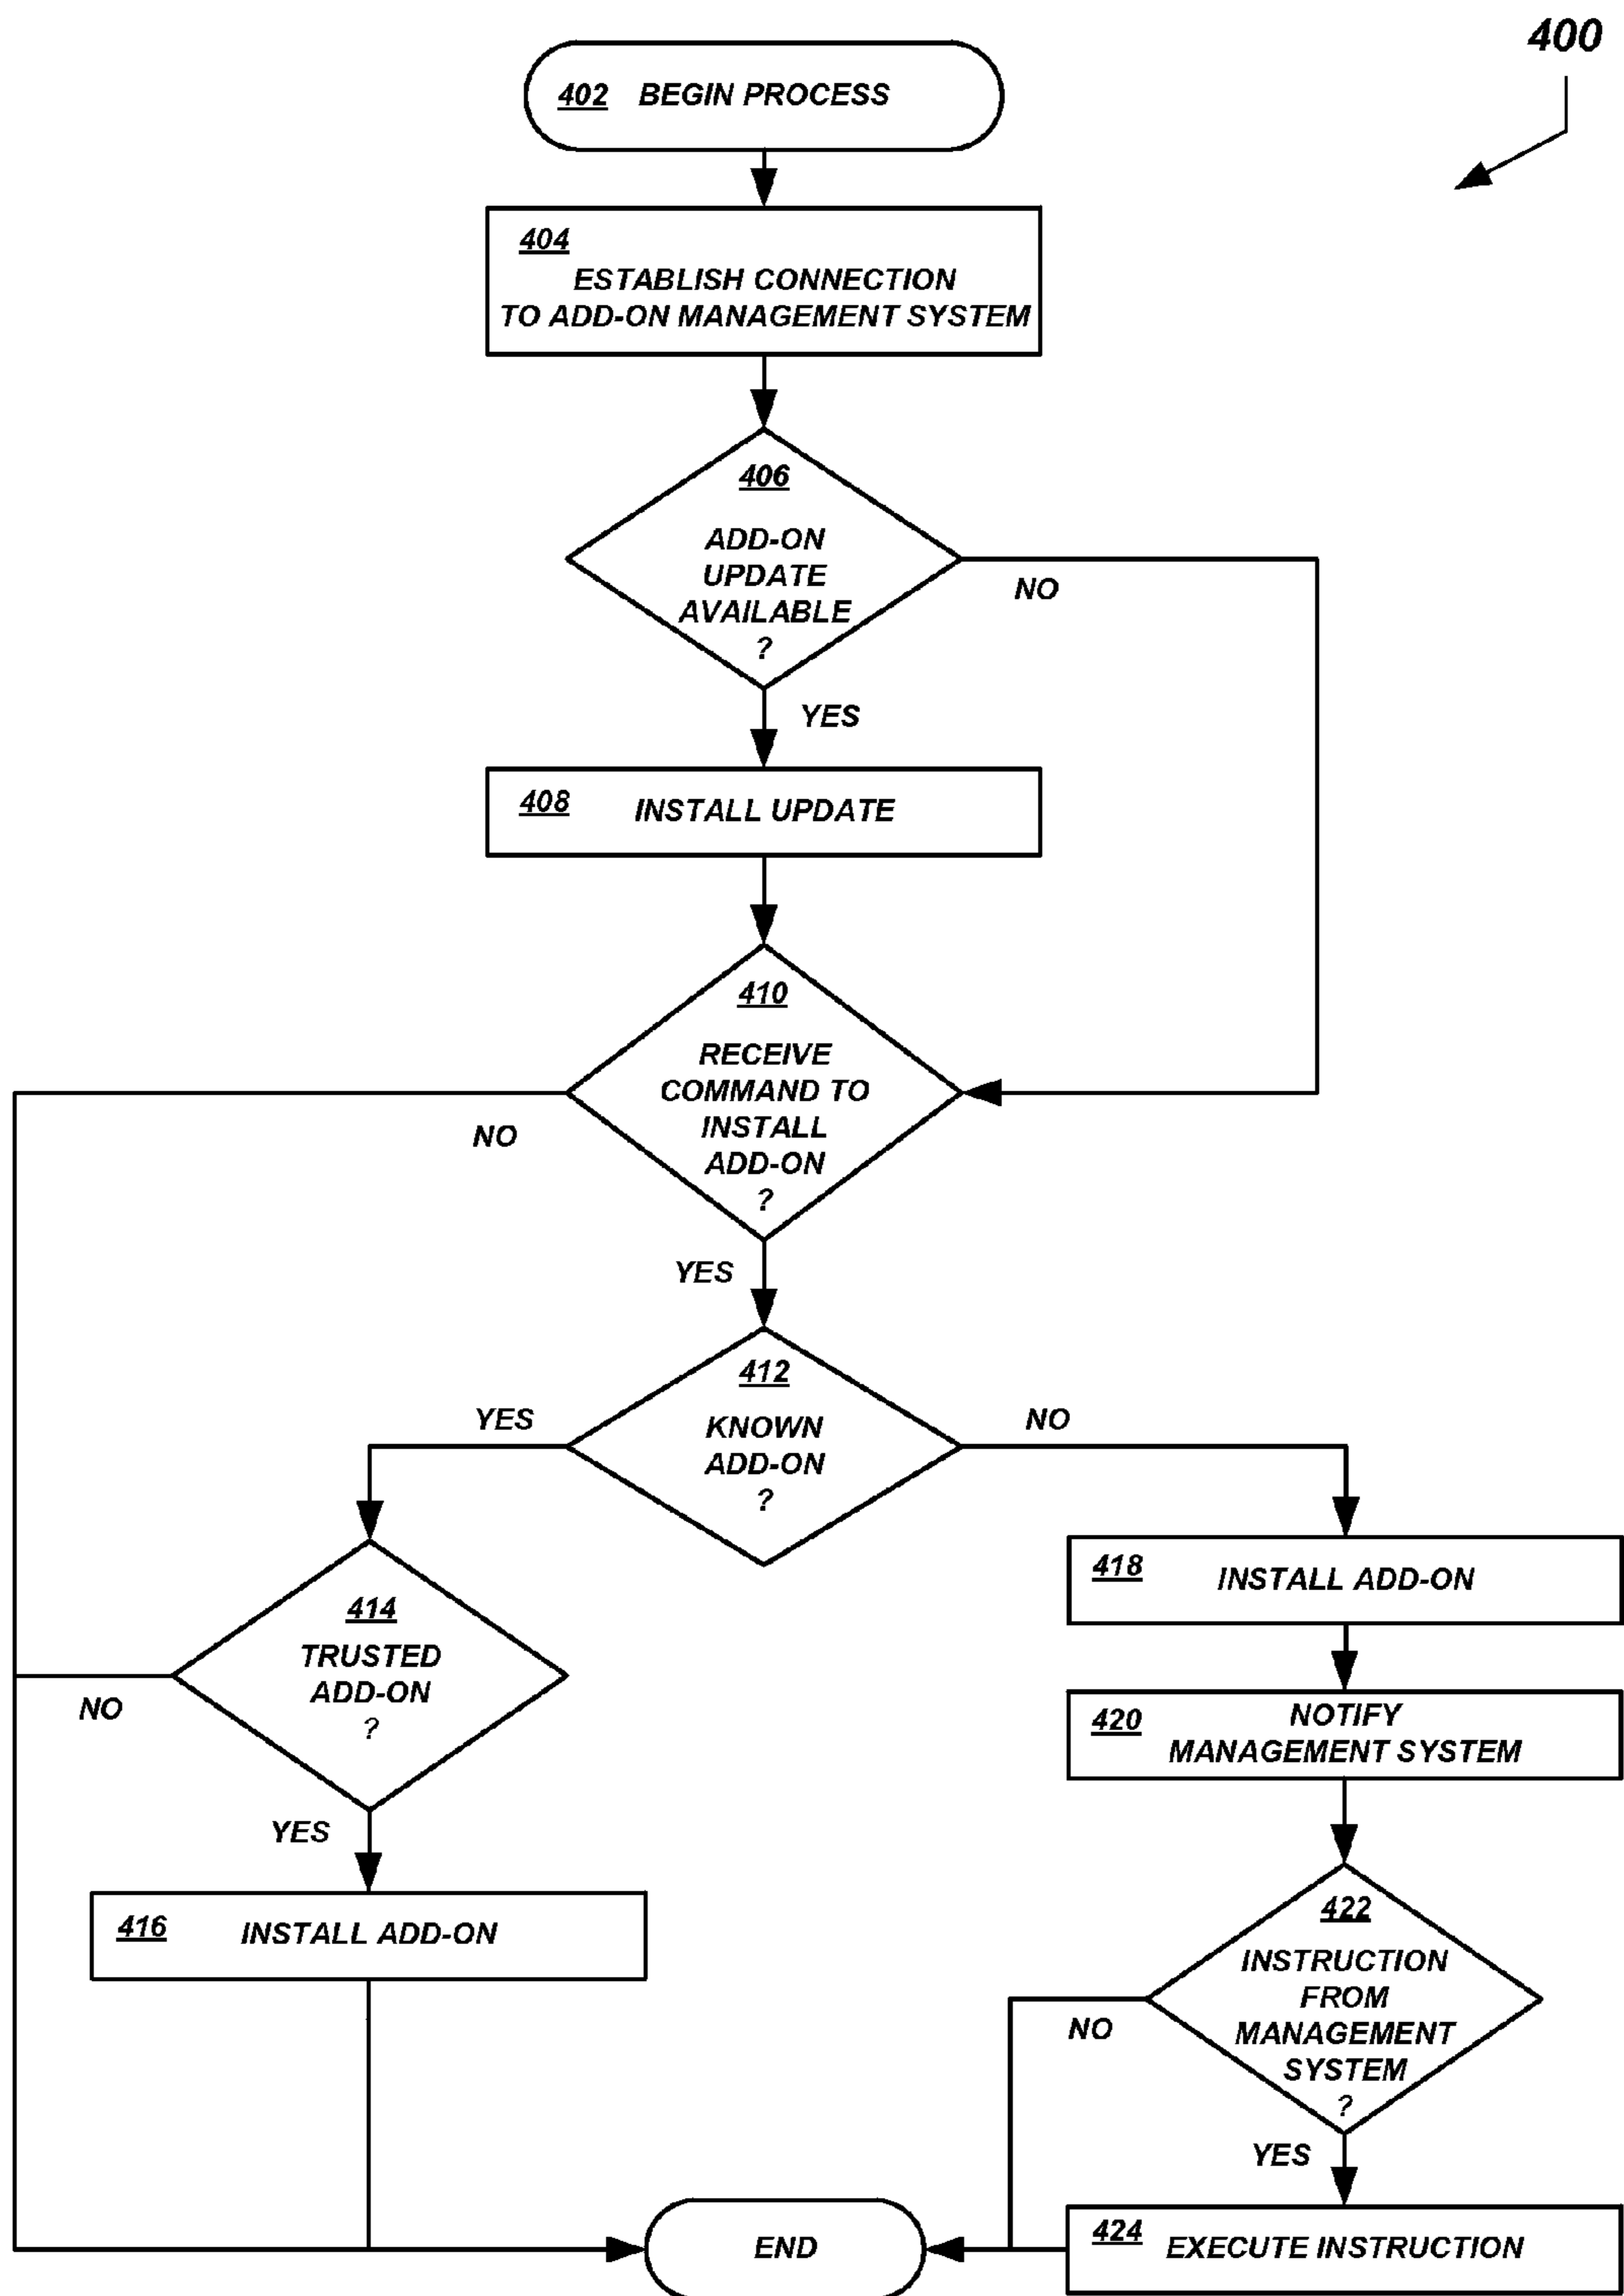 400
402 BEGIN PROCESS
404
ESTABLISH CONNECTION
TO ADD-ON MANAGEMENT SYSTEM
406
ADD-ON
UPDATE
AVAILABLE
?
NO
YES
408 INSTALL UPDATE
410
RECEIVE
COMMAND TO
INSTALL
ADD-ON
?
NO
YES
412
KNOWN
ADD-ON
?
YES
NO
414
TRUSTED
ADD-ON
?
NO
YES
416 INSTALL ADD-ON
418 INSTALL ADD-ON
420 NOTIFY
MANAGEMENT SYSTEM
422
INSTRUCTION
FROM
MANAGEMENT
SYSTEM
?
NO
YES
424 EXECUTE INSTRUCTION
END